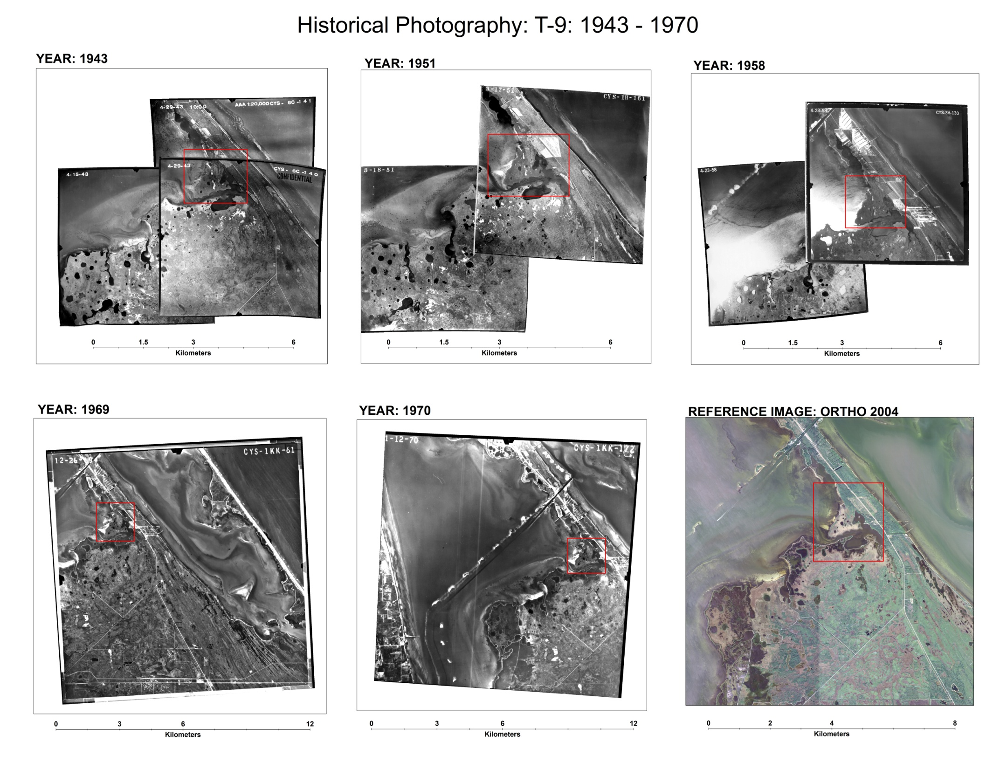 Historical Photography: T-9: 1943 - 1970
YEAR: 1943
4-29-43 10:00
AAA 1:20,000 CYS - 6C -1 4 1
4-29-43
CYS - 6C -1 4 0
CONFIDENTIAL
4-15-43
0 1.5 3 6
Kilometers
YEAR: 1951
3-17-51
CYS-1H-161
3-18-51
0 1.5 3 6
Kilometers
YEAR: 1958
4-23-58
CYS-3V-130
4-23-58
0 1.5 3 6
Kilometers
YEAR: 1969
12-26
CYS-1KK-61
0 3 6 12
Kilometers
YEAR: 1970
1-12-70
CYS-1KK-172
0 3 6 12
Kilometers
REFERENCE IMAGE: ORTHO 2004
0 2 4 8
Kilometers